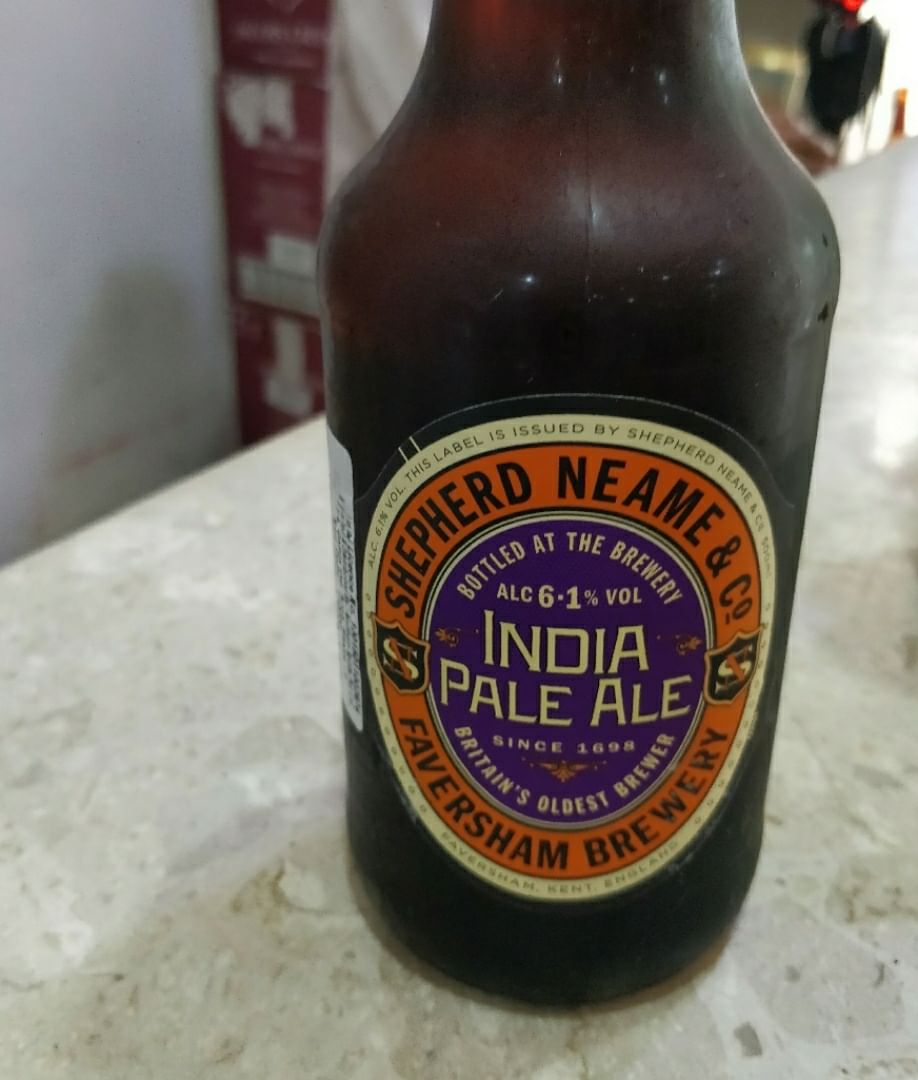 ALC. 6.1% VOL. THIS LABEL IS ISSUED BY SHEPHERD NEAME & Cº. 500ml
SHEPHERD NEAME & Cº
BOTTLED AT THE BREWERY
ALC 6·1% VOL
INDIA
PALE ALE
SINCE 1698
BRITAIN'S OLDEST BREWER
FAVERSHAM BREWERY
FAVERSHAM, KENT, ENGLAND